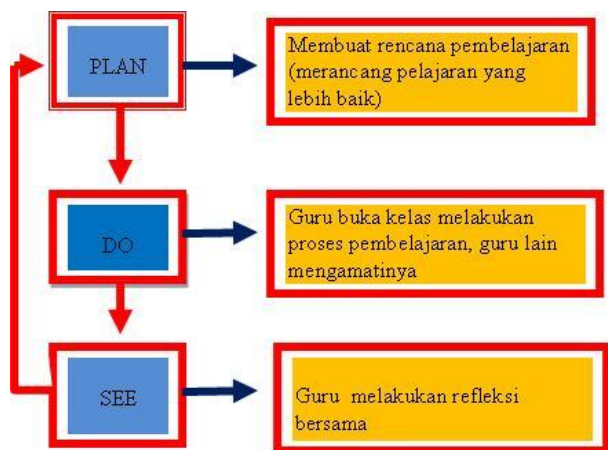 PLAN
Membuat rencana pembelajaran
(merancang pelajaran yang
lebih baik)
DO
Guru buka kelas melakukan
proses pembelajaran, guru lain
mengamatinya
SEE
Guru melakukan refleksi
bersama